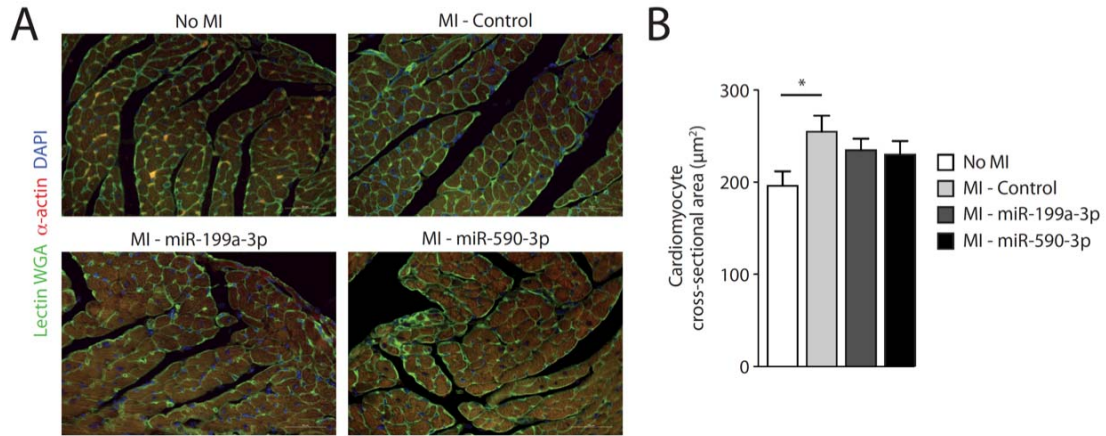 A
No MI
MI - Control
Lectin WGA α-actin DAPI
MI - miR-199a-3p
MI - miR-590-3p
B
*
300
200
100
0
Cardiomyocyte
cross-sectional area (µm²)
No MI
MI - Control
MI - miR-199a-3p
MI - miR-590-3p